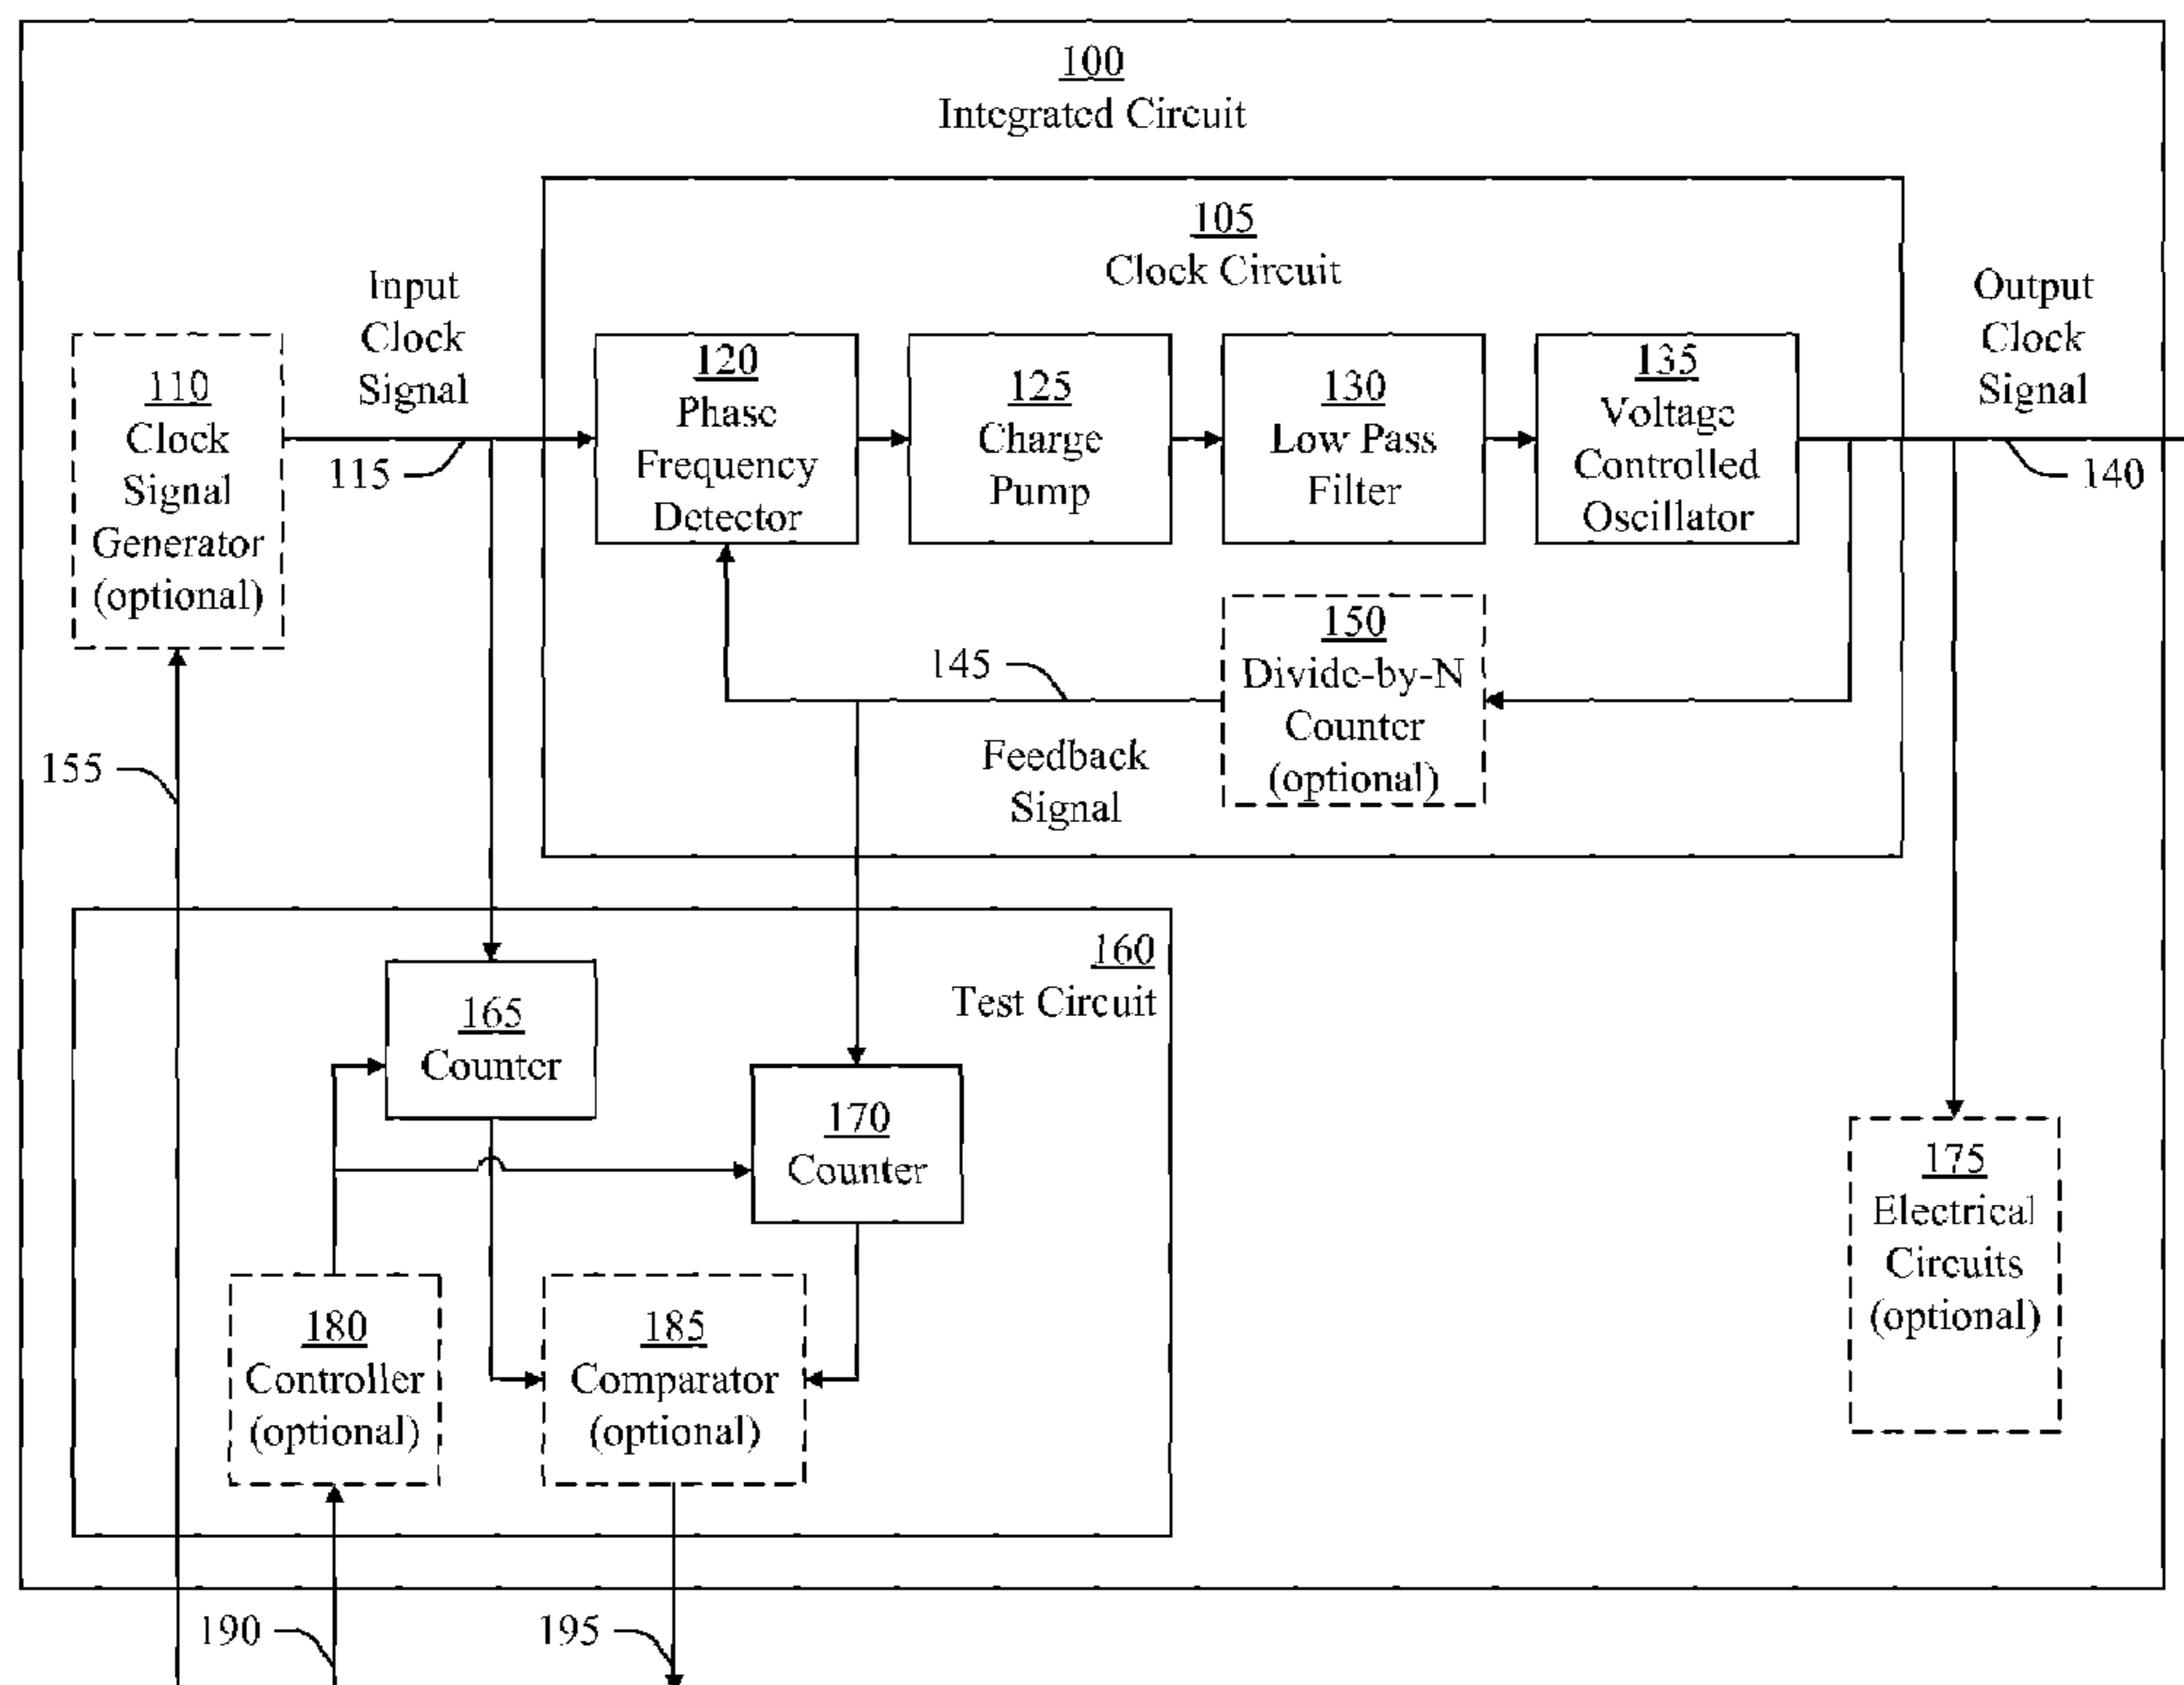 100
Integrated Circuit
105
Clock Circuit
Input
Clock
Signal
Output
Clock
Signal
110
Clock
Signal
Generator
(optional)
115
120
Phase
Frequency
Detector
125
Charge
Pump
130
Low Pass
Filter
135
Voltage
Controlled
Oscillator
140
145
Feedback
Signal
150
Divide-by-N
Counter
(optional)
155
160
Test Circuit
165
Counter
170
Counter
175
Electrical
Circuits
(optional)
180
Controller
(optional)
185
Comparator
(optional)
190
195